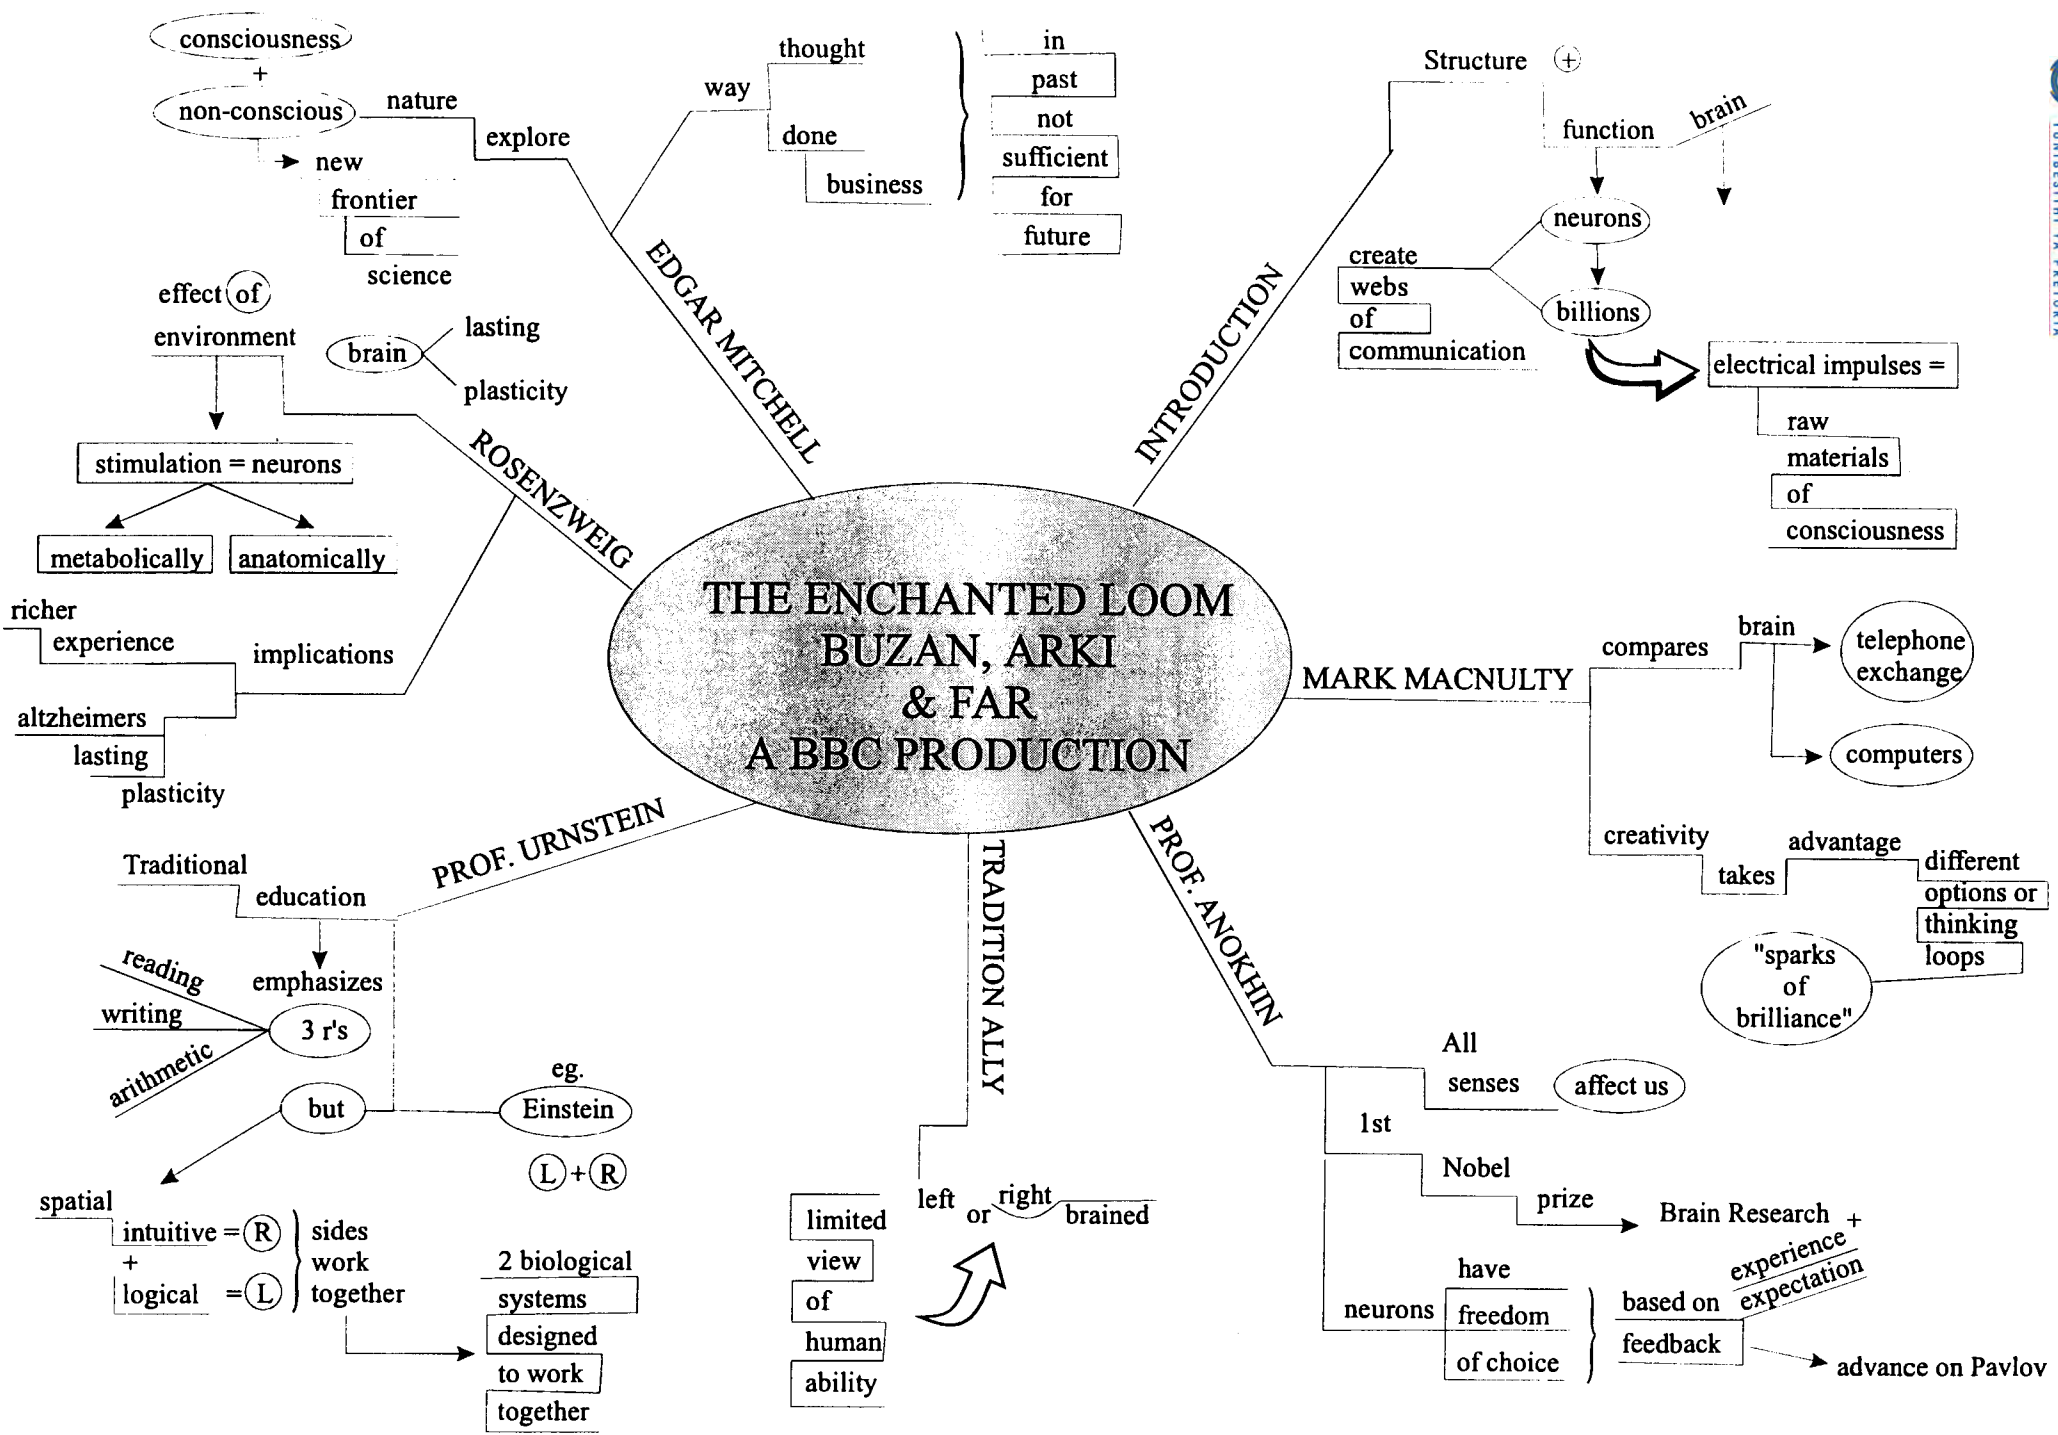 consciousness
+
non-conscious
nature
explore
new
frontier
of
science
thought
way
done
business
in
past
not
sufficient
for
future
EDGAR MITCHELL
Structure +
function
brain
neurons
billions
create
webs
of
communication
electrical impulses =
raw
materials
of
consciousness
INTRODUCTION
effect of
environment
brain
lasting
plasticity
stimulation = neurons
metabolically
anatomically
ROSENZWEIG
richer
experience
implications
altzheimers
lasting
plasticity
THE ENCHANTED LOOM
BUZAN, ARKI
& FAR
A BBC PRODUCTION
MARK MACNULTY
compares
brain
telephone
exchange
computers
creativity
takes
advantage
different
options or
thinking
loops
"sparks
of
brilliance"
PROF. URNSTEIN
Traditional
education
emphasizes
3 r's
reading
writing
arithmetic
but
eg.
Einstein
L + R
spatial
intuitive = R
+
logical = L
sides
work
together
2 biological
systems
designed
to work
together
TRADITION ALLY
left or right brained
limited
view
of
human
ability
PROF. ANOKHIN
All
senses
affect us
1st
Nobel
prize
Brain Research +
neurons
have
freedom
of choice
based on
feedback
experience
expectation
advance on Pavlov